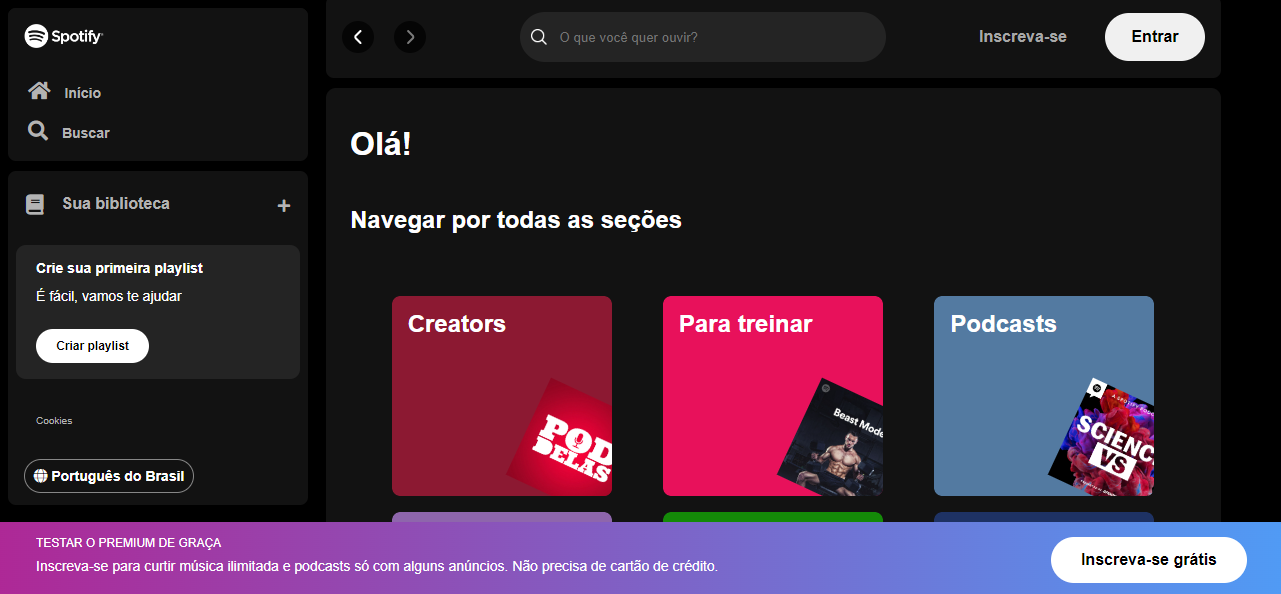 Spotify
Início
Buscar
Sua biblioteca
+
Crie sua primeira playlist
É fácil, vamos te ajudar
Criar playlist
Cookies
Português do Brasil
O que você quer ouvir?
Inscreva-se
Entrar
Olá!
Navegar por todas as seções
Creators
POD
DELAS
Para treinar
Beast Mode
Podcasts
SCIENC
VS
TESTAR O PREMIUM DE GRAÇA
Inscreva-se para curtir música ilimitada e podcasts só com alguns anúncios. Não precisa de cartão de crédito.
Inscreva-se grátis